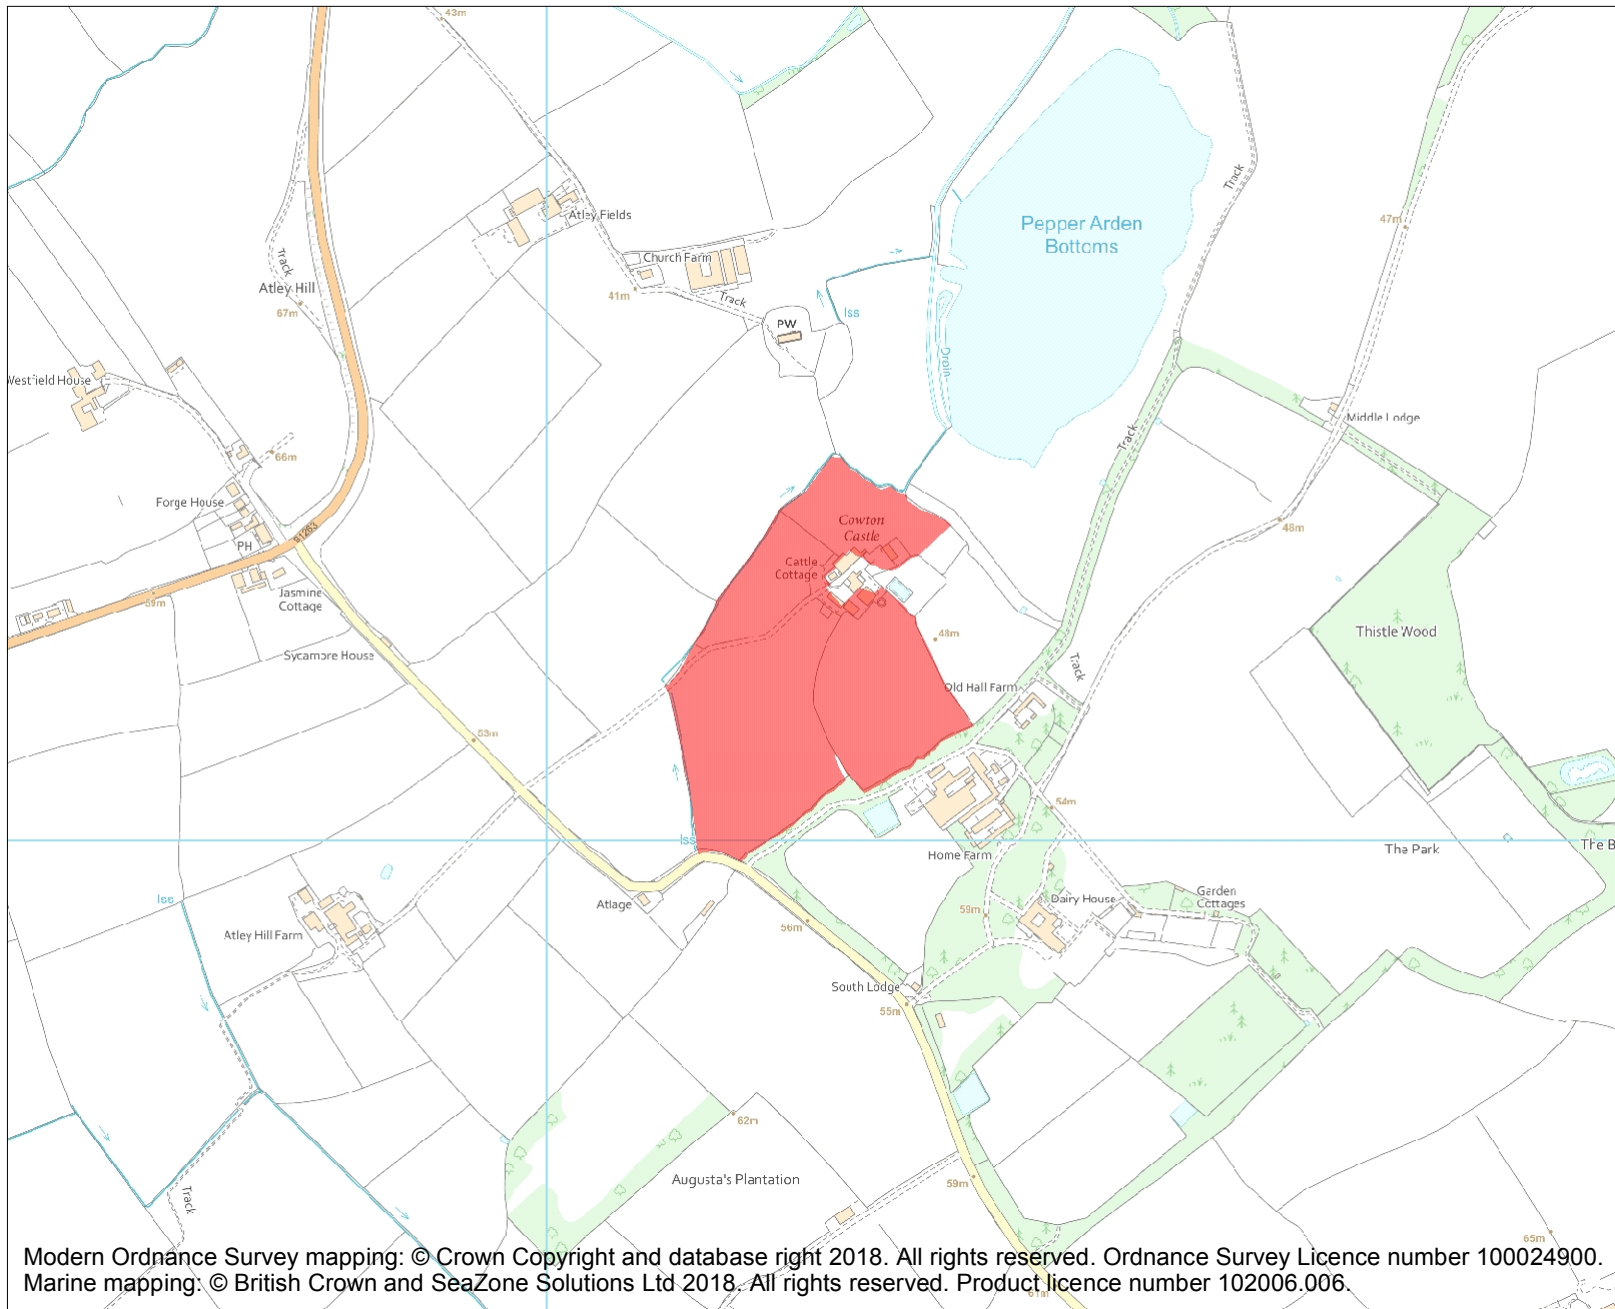 43m
Track
Pepper Arden
Bottoms
47m
Atley Fields
Church Farm
Track
Atley Hill
67m
41m
Track
PW
Iss
Drain
Westfield House
Middle Lodge
Track
66m
Forge House
PH
B1263
48m
Cowton
Castle
Cattle
Cottage
59m
Jasmine
Cottage
Sycamore House
48m
Thistle Wood
Track
Old Hall Farm
53m
54m
Iss
Home Farm
The Park
The B
Iss
Atlage
Atley Hill Farm
56m
59m
Dairy House
Garden
Cottages
South Lodge
55m
62m
Augusta's Plantation
59m
Track
65m
61m
Modern Ordnance Survey mapping: © Crown Copyright and database right 2018. All rights reserved. Ordnance Survey Licence number 100024900.
Marine mapping: © British Crown and SeaZone Solutions Ltd 2018. All rights reserved. Product licence number 102006.006.